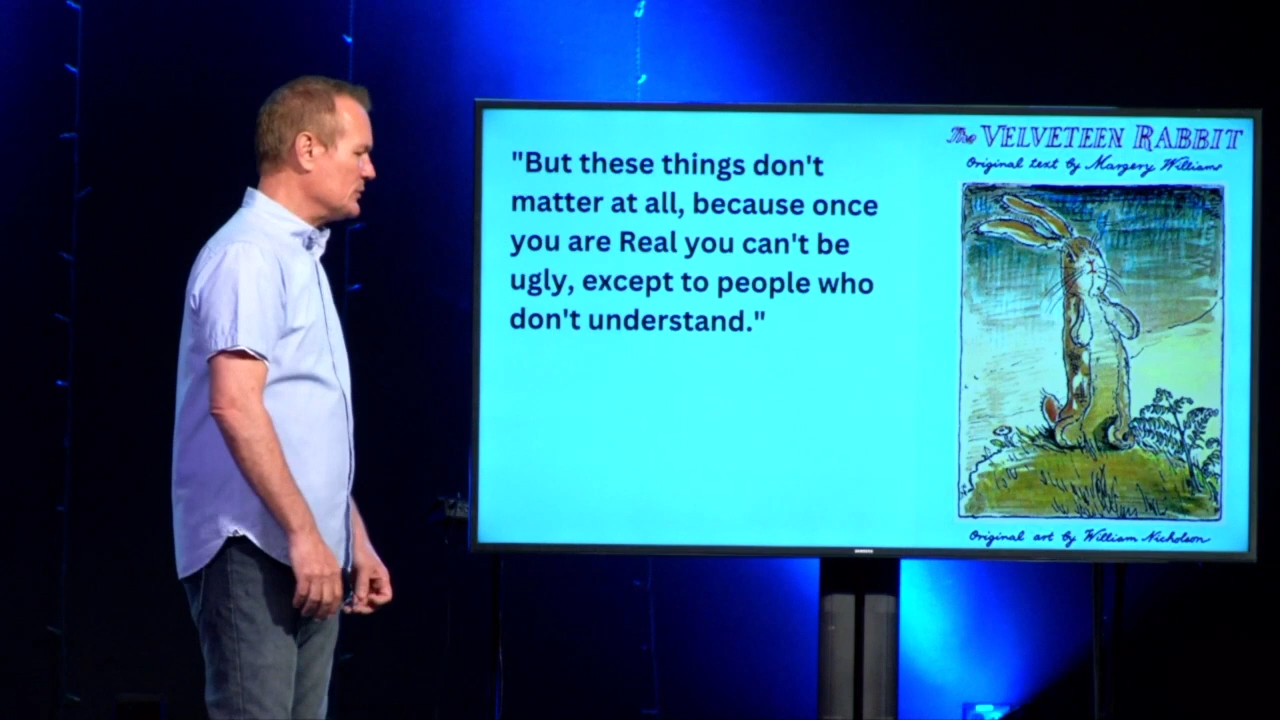 "But these things don't
matter at all, because once
you are Real you can't be
ugly, except to people who
don't understand."
The VELVETEEN RABBIT
Original text by Margery Williams
Original art by William Nicholson